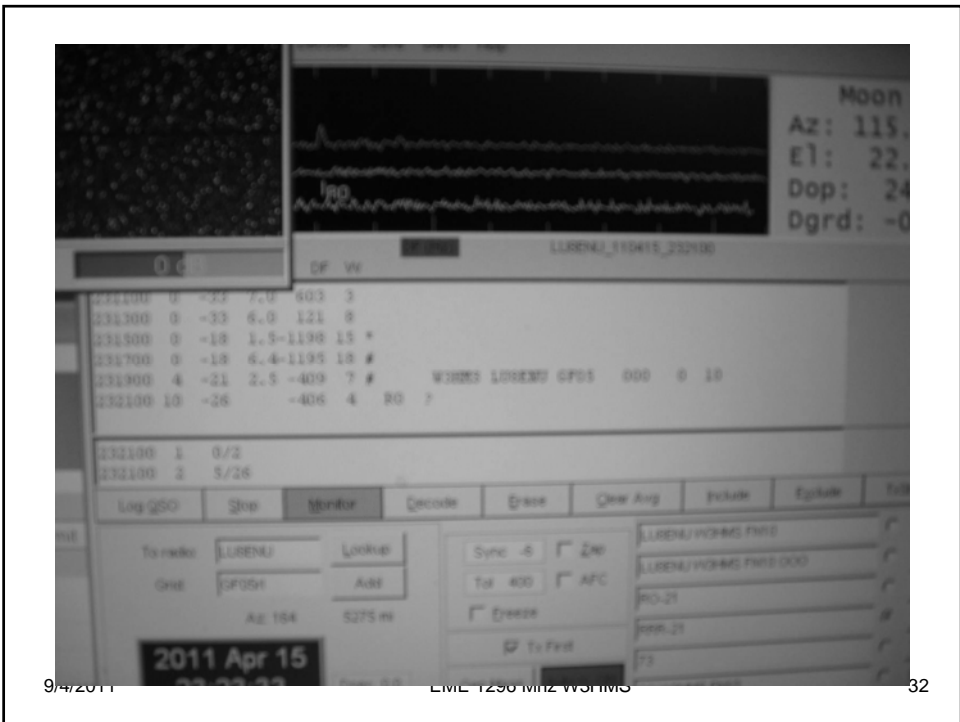 Moon
Az: 115.
El: 22.
Dop: 24
Dgrd: -0
RO
LU8ENU_110415_232100
DF W
231100 0 -33 7.0 603 3
231300 0 -33 6.0 121 8
231500 0 -18 1.5-1198 15 *
231700 0 -18 6.4-1195 18 #
231900 4 -21 2.5 -409 7 # W3HMS LU8ENU GF05 000 0 10
232100 10 -26 -406 4 RO ?
232100 1 0/2
232100 2 5/26
Log QSO Stop Monitor Decode Erase Clear Avg Include Exclude
To radio: LU8ENU Lookup
Sync -6 Zap
LU8ENU W3HMS FN10
Grid: Add
Tol 400 AFC
LU8ENU W3HMS FN10 OOO
Az: 164 5275 mi
Freeze
RO-21
RRR-21
Tx First
73
2011 Apr 15
9/4/2011
EME 1296 Mhz W3HMS
32